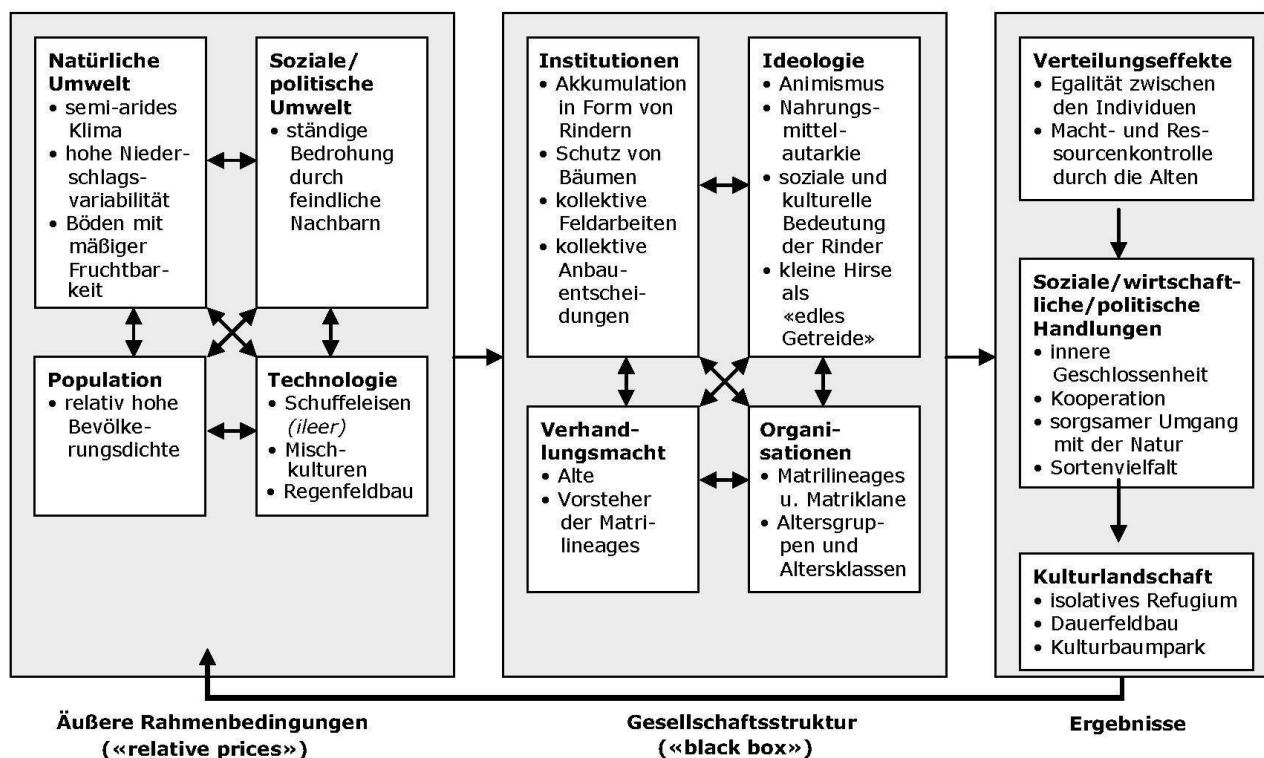 Natürliche
Umwelt
• semi-arides
Klima
• hohe Nieder-
schlags-
variabilität
• Böden mit
mäßiger
Fruchtbar-
keit
Soziale/
politische
Umwelt
• ständige
Bedrohung
durch
feindliche
Nachbarn
Population
• relativ hohe
Bevölke-
rungsdichte
Technologie
• Schuffeleisen
(ileer)
• Misch-
kulturen
• Regenfeldbau
Institutionen
• Akkumulation
in Form von
Rindern
• Schutz von
Bäumen
• kollektive
Feldarbeiten
• kollektive
Anbau-
entschei-
dungen
Ideologie
• Animismus
• Nahrungs-
mittel-
autarkie
• soziale und
kulturelle
Bedeutung
der Rinder
• kleine Hirse
als
«edles
Getreide»
Verhand-
lungsmacht
• Alte
• Vorsteher
der Matri-
lineages
Organi-
sationen
• Matrilineages
u. Matriklane
• Altersgrup-
pen und
Altersklassen
Verteilungseffekte
• Egalität zwischen
den Individuen
• Macht- und Res-
sourcenkontrolle
durch die Alten
Soziale/wirtschaft-
liche/politische
Handlungen
• innere
Geschlossenheit
• Kooperation
• sorgsamer Umgang
mit der Natur
• Sortenvielfalt
Kulturlandschaft
• isolatives Refugium
• Dauerfeldbau
• Kulturbaumpark
Äußere Rahmenbedingungen
(«relative prices»)
Gesellschaftsstruktur
(«black box»)
Ergebnisse